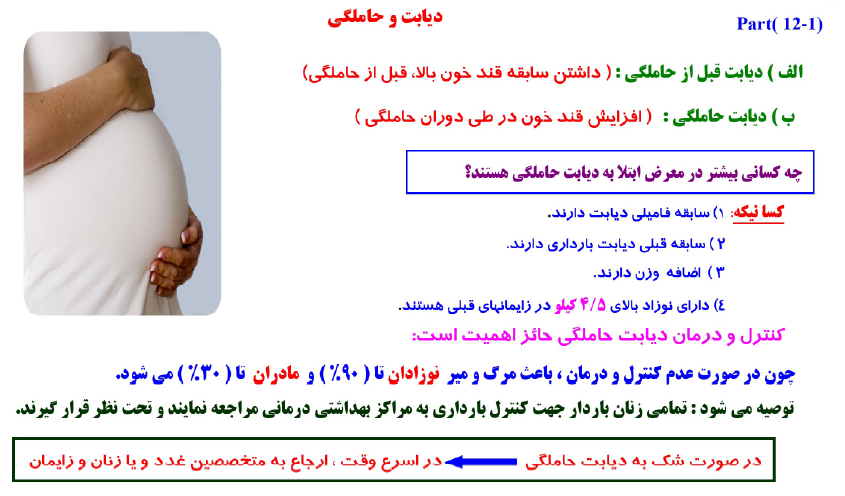 دیابت و حاملگی
Part( 12-1)
الف ) دیابت قبل از حاملگی : ( داشتن سابقه قند خون بالا، قبل از حاملگی)
ب ) دیابت حاملگی : ( افزایش قند خون در طی دوران حاملگی )
چه کسانی بیشتر در معرض ابتلا به دیابت حاملگی هستند؟
کسا نیکه: ۱) سابقه فامیلی دیابت دارند.
۲ ) سابقه قبلی دیابت بارداری دارند.
۳ ) اضافه وزن دارند.
٤) دارای نوزاد بالای ۴/۵ کیلو در زایمانهای قبلی هستند.
کنترل و درمان دیابت حاملگی حائز اهمیت است:
چون در صورت عدم کنترل و درمان ، باعث مرگ و میر نوزادان تا ( ۹۰٪ ) و مادران تا ( ۳۰٪ ) می شود.
توصیه می شود : تمامی زنان باردار جهت کنترل بارداری به مراکز بهداشتی درمانی مراجعه نمایند و تحت نظر قرار گیرند.
در صورت شک به دیابت حاملگی در اسرع وقت ، ارجاع به متخصصین غدد و یا زنان و زایمان